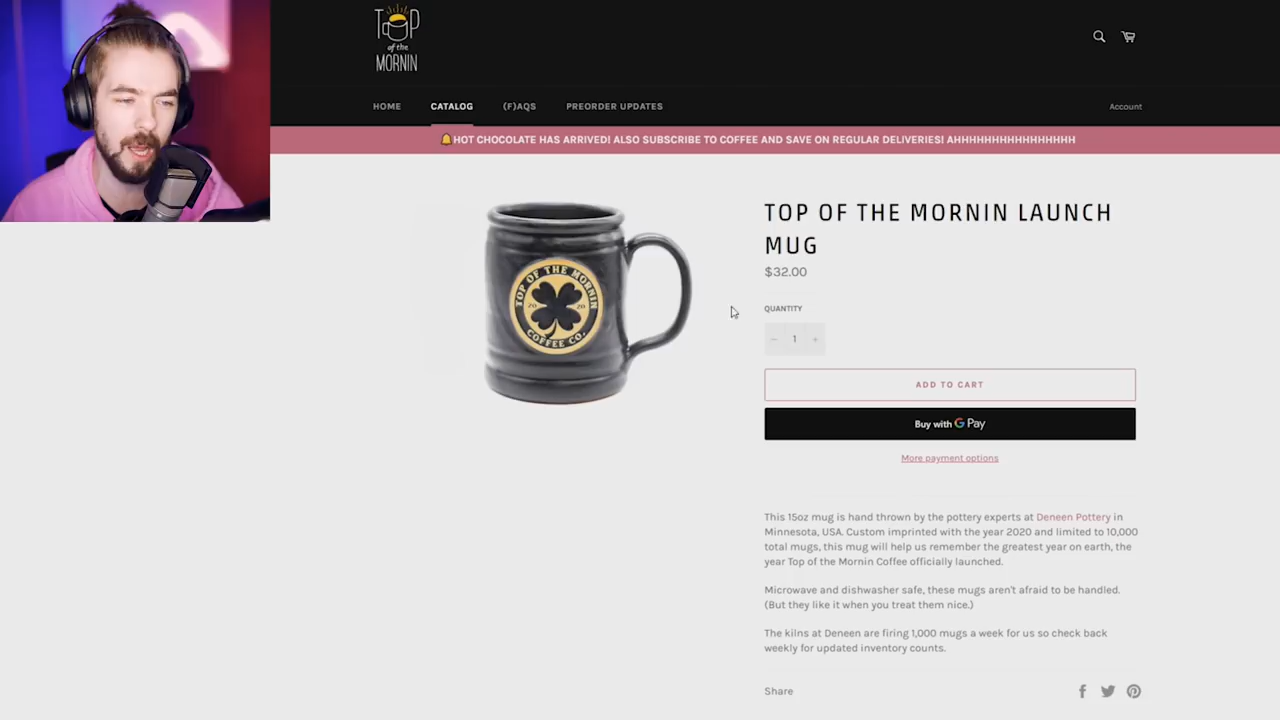 TOP
of the
MORNIN
HOME
CATALOG
(F)AQS
PREORDER UPDATES
Account
🔔HOT CHOCOLATE HAS ARRIVED! ALSO SUBSCRIBE TO COFFEE AND SAVE ON REGULAR DELIVERIES! AHHHHHHHHHHHHHHHH
TOP OF THE MORNIN
20 20
COFFEE CO.
TOP OF THE MORNIN LAUNCH
MUG
$32.00
QUANTITY
− 1 +
ADD TO CART
Buy with G Pay
More payment options
This 15oz mug is hand thrown by the pottery experts at Deneen Pottery in
Minnesota, USA. Custom imprinted with the year 2020 and limited to 10,000
total mugs, this mug will help us remember the greatest year on earth, the
year Top of the Mornin Coffee officially launched.
Microwave and dishwasher safe, these mugs aren't afraid to be handled.
(But they like it when you treat them nice.)
The kilns at Deneen are firing 1,000 mugs a week for us so check back
weekly for updated inventory counts.
Share